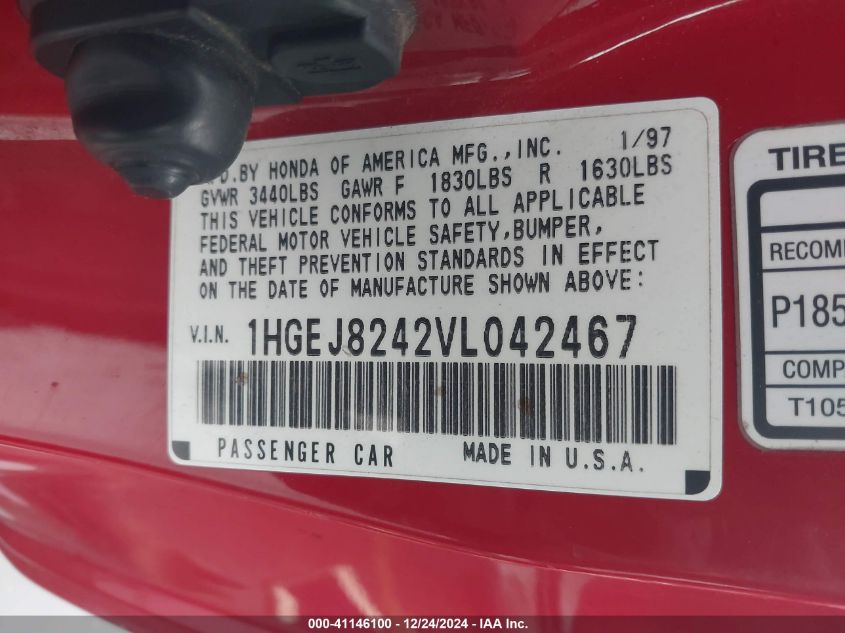 D.BY HONDA OF AMERICA MFG.,INC. 1/97
GVWR 3440LBS GAWR F 1830LBS R 1630LBS
THIS VEHICLE CONFORMS TO ALL APPLICABLE
FEDERAL MOTOR VEHICLE SAFETY,BUMPER,
AND THEFT PREVENTION STANDARDS IN EFFECT
ON THE DATE OF MANUFACTURE SHOWN ABOVE:
V.I.N. 1HGEJ8242VL042467
PASSENGER CAR MADE IN U.S.A.
TIRE
RECOM
P185
COMP
T105
000-41146100 - 12/24/2024 - IAA Inc.